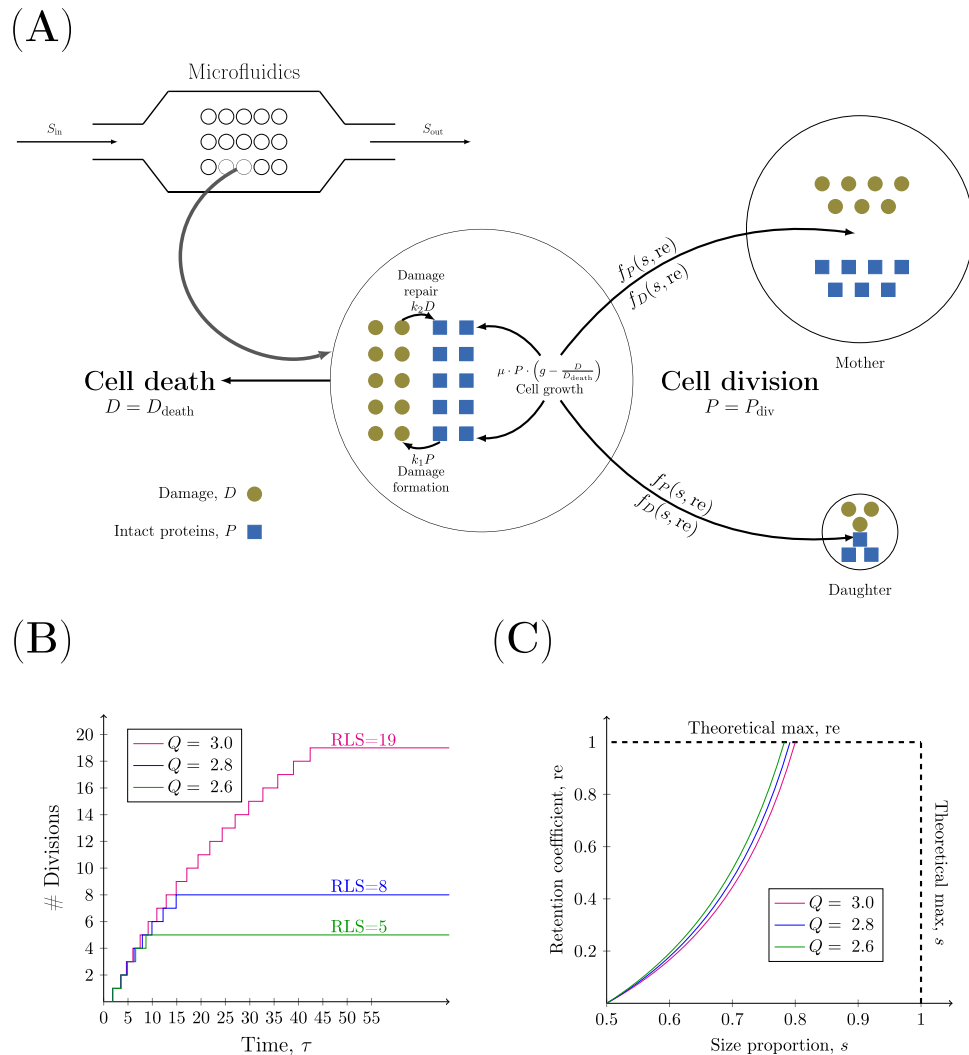 (A)
Microfluidics
S_in
S_out
Damage
repair
k_2D
μ · P · (g − D/D_death)
Cell growth
k_1P
Damage
formation
f_P(s, re)
f_D(s, re)
Mother
Cell death
D = D_death
Cell division
P = P_div
f_P(s, re)
f_D(s, re)
Daughter
Damage, D
Intact proteins, P
(B)
# Divisions
20
18
16
14
12
10
8
6
4
2
Q = 3.0
Q = 2.8
Q = 2.6
RLS=19
RLS=8
RLS=5
0 5 10 15 20 25 30 35 40 45 50 55
Time, τ
(C)
Retention coeffficient, re
Theoretical max, re
1
0.8
0.6
0.4
0.2
Theoretical max, s
Q = 3.0
Q = 2.8
Q = 2.6
0.5 0.6 0.7 0.8 0.9 1
Size proportion, s